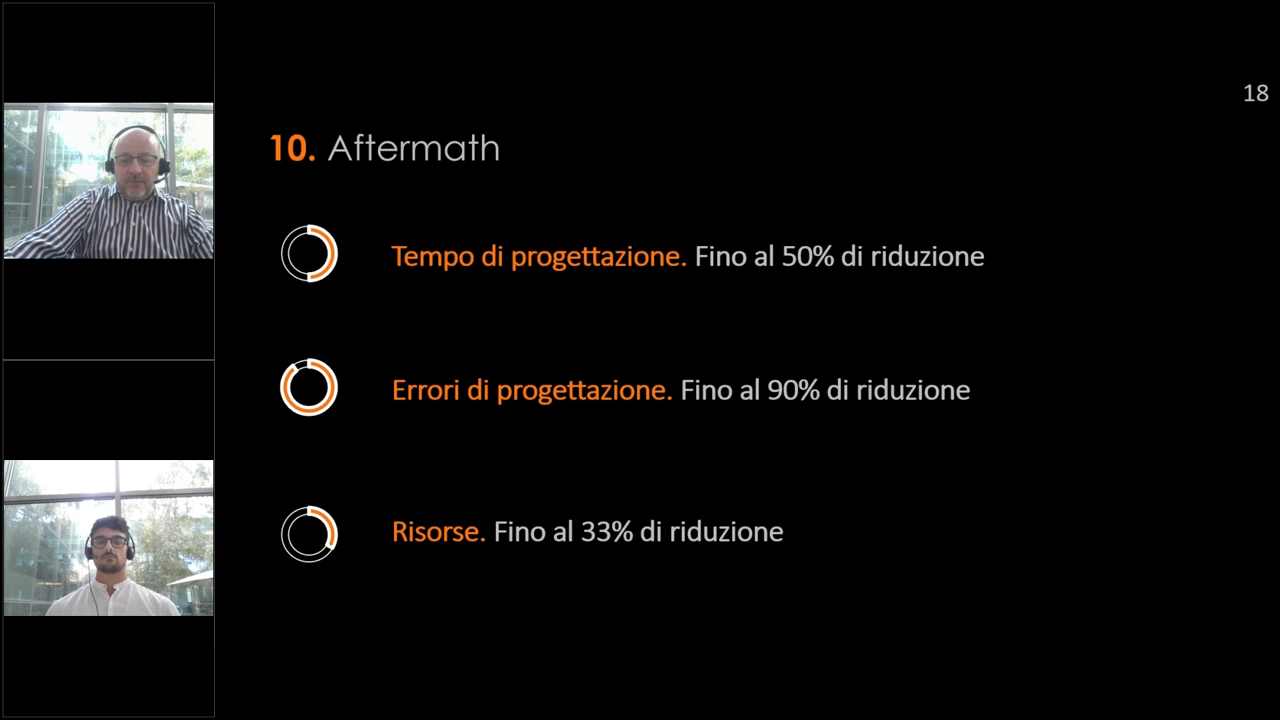 18
10. Aftermath
Tempo di progettazione. Fino al 50% di riduzione
Errori di progettazione. Fino al 90% di riduzione
Risorse. Fino al 33% di riduzione